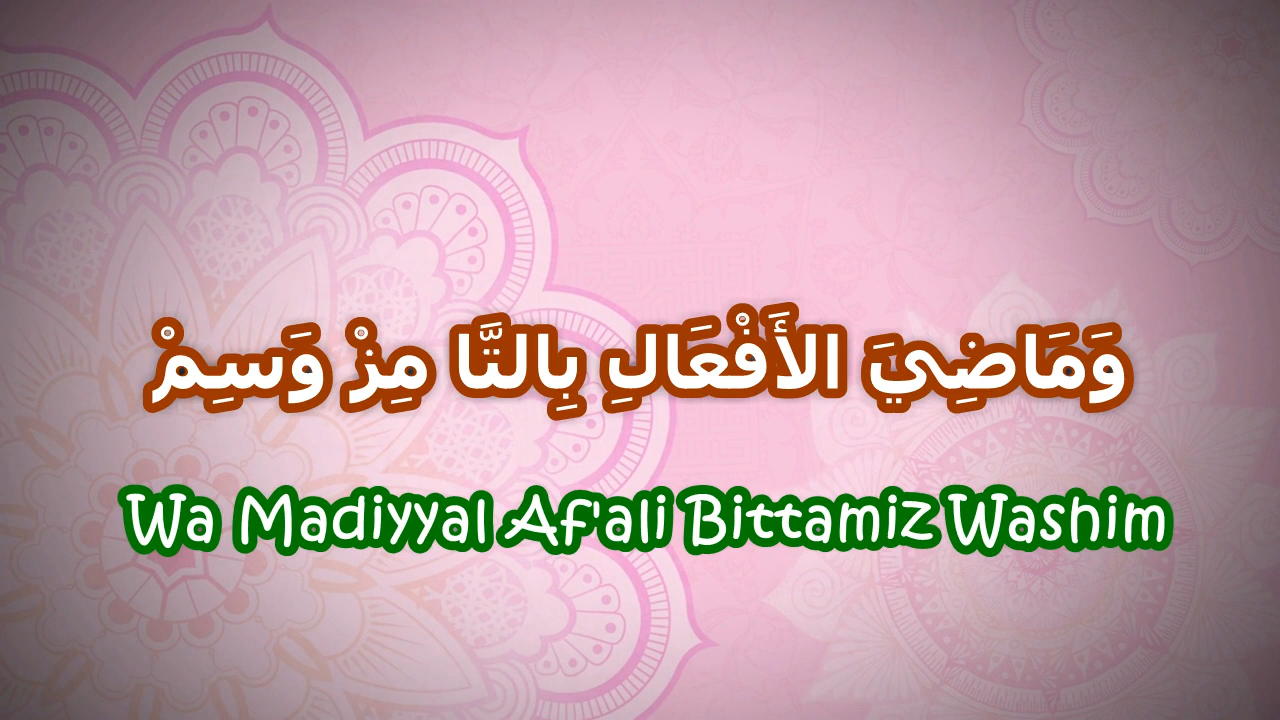 وَمَاضِيَ الأَفْعَالِ بِالتَّا مِزْ وَسِمْ
Wa Madiyyal Af'ali Bittamiz Washim